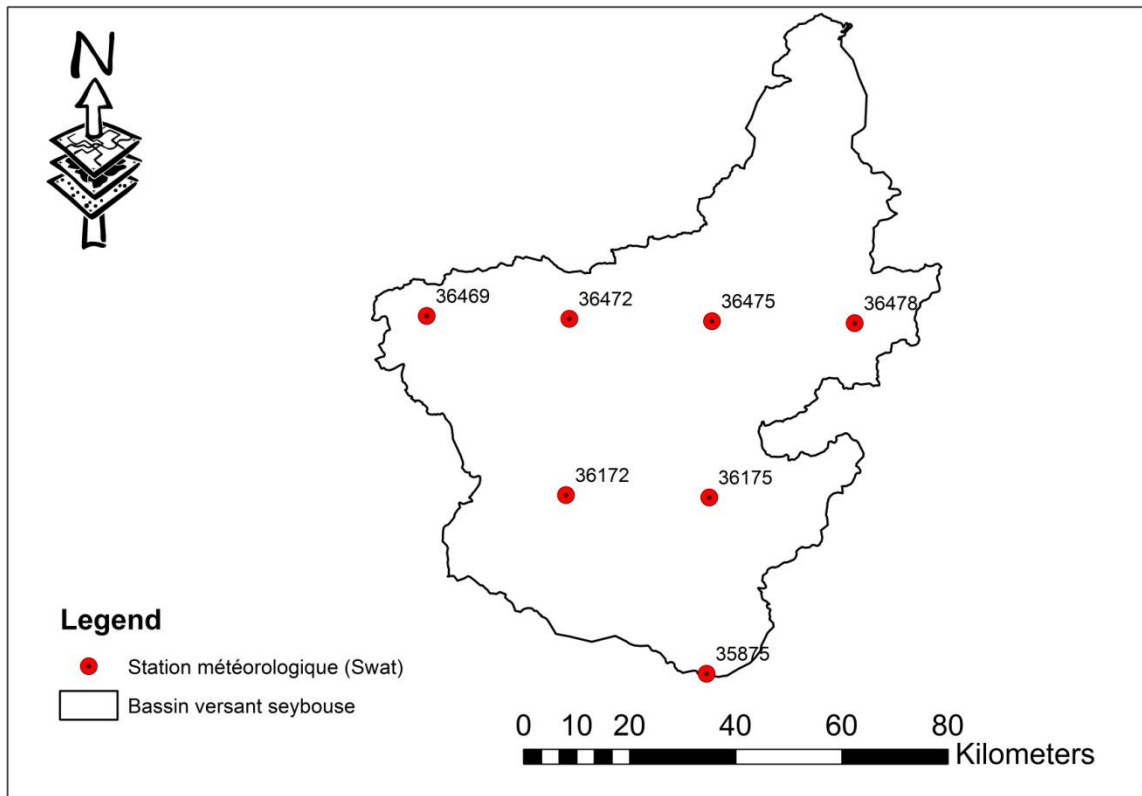 N
36469
36472
36475
36478
36172
36175
35875
Legend
Station météorologique (Swat)
Bassin versant seybouse
0 10 20 40 60 80
Kilometers